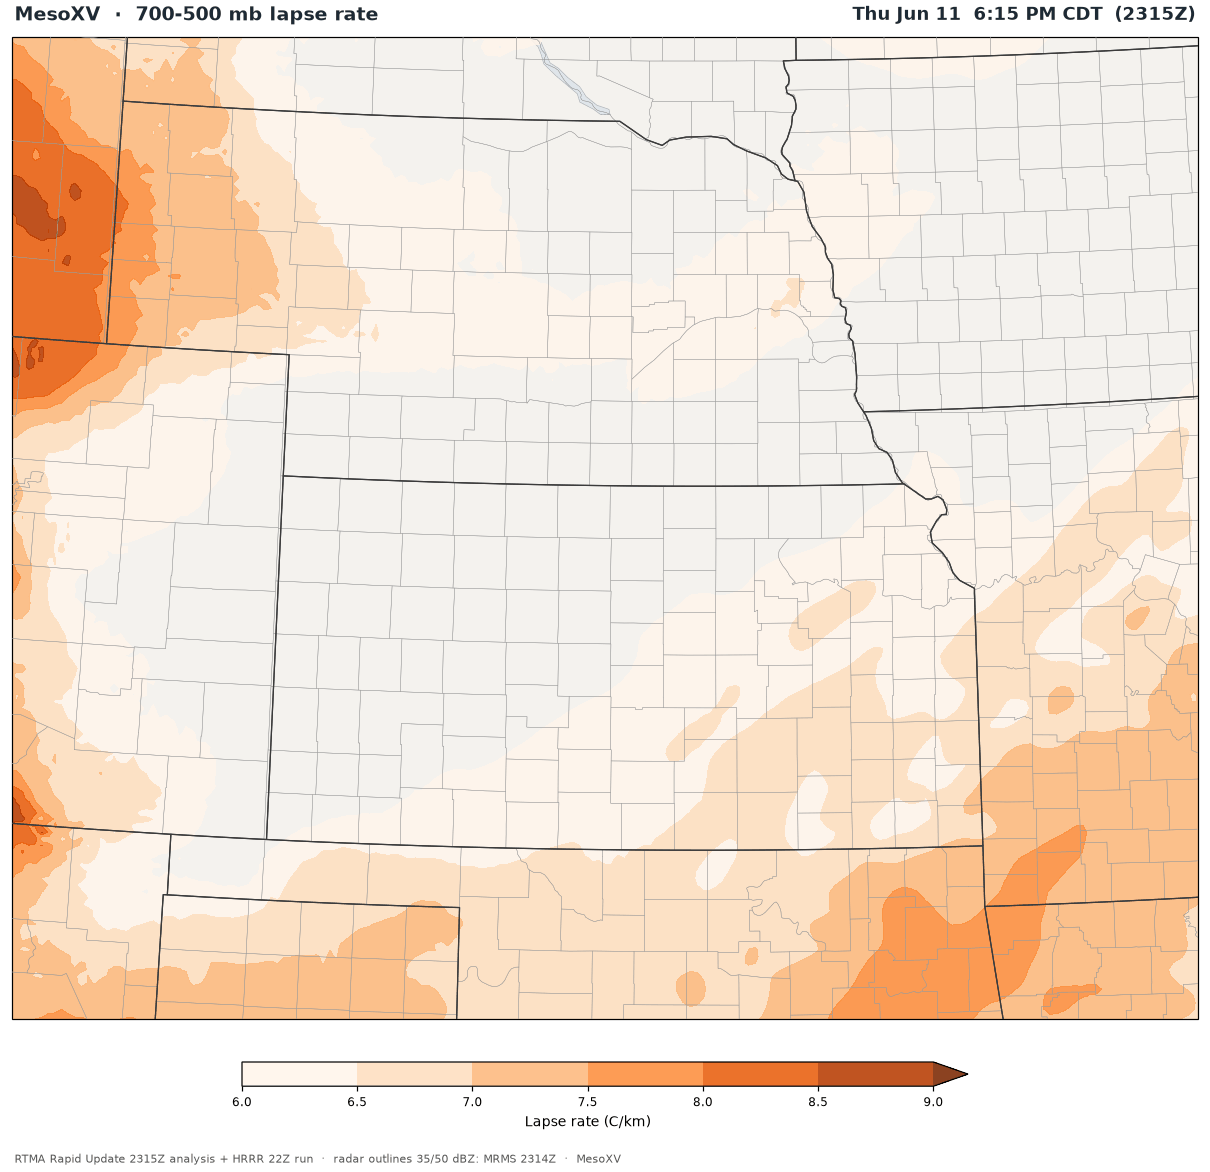 MesoXV · 700-500 mb lapse rate
Thu Jun 11 6:15 PM CDT (2315Z)
6.0 6.5 7.0 7.5 8.0 8.5 9.0
Lapse rate (C/km)
RTMA Rapid Update 2315Z analysis + HRRR 22Z run · radar outlines 35/50 dBZ: MRMS 2314Z · MesoXV